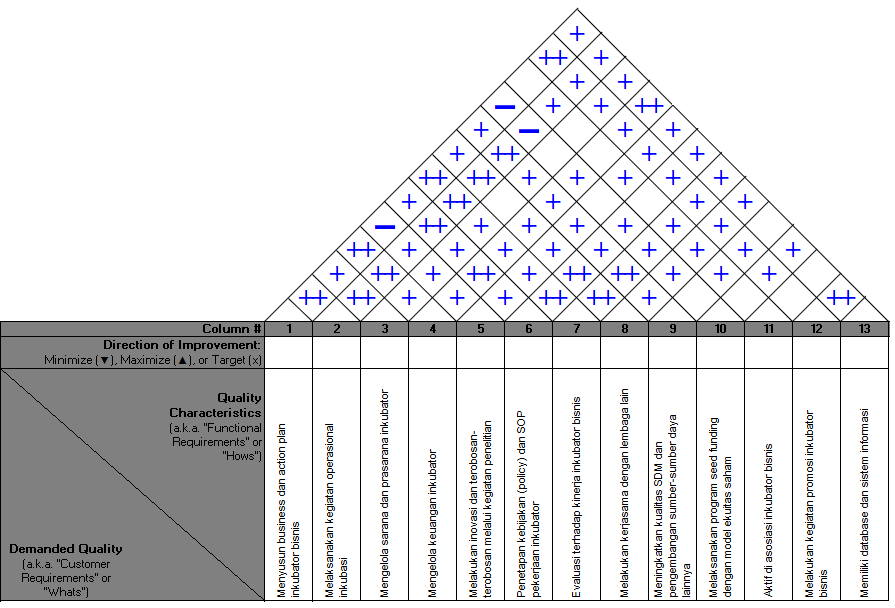 Column #
1 2 3 4 5 6 7 8 9 10 11 12 13
Direction of Improvement:
Minimize (▼), Maximize (▲), or Target (x)
Quality
Characteristics
(a.k.a. "Functional
Requirements" or
"Hows")
Demanded Quality
(a.k.a. "Customer
Requirements" or
"Whats")
Menyusun business dan action plan
inkubator bisnis
Melaksanakan kegiatan operasional
inkubasi
Mengelola sarana dan prasarana inkubator
Mengelola keuangan inkubator
Melakukan inovasi dan terobosan-
terobosan melalui kegiatan penelitian
Penetapan kebijakan (policy) dan SOP
pekerjaan inkubator
Evaluasi terhadap kinerja inkubator bisnis
Melakukan kerjasama dengan lembaga lain
Meningkatkan kualitas SDM dan
pengembangan sumber-sumber daya
lainnya
Melaksanakan program seed funding
dengan model ekuitas saham
Aktif di asosiasi inkubator bisnis
Melakukan kegiatan promosi inkubator
bisnis
Memiliki database dan sistem informasi